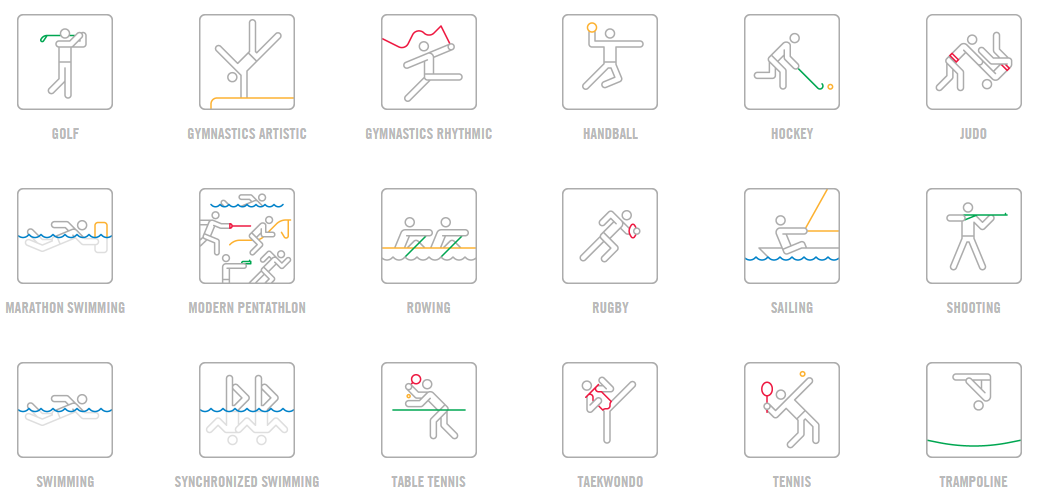 GOLF
GYMNASTICS ARTISTIC
GYMNASTICS RHYTHMIC
HANDBALL
HOCKEY
JUDO
MARATHON SWIMMING
MODERN PENTATHLON
ROWING
RUGBY
SAILING
SHOOTING
SWIMMING
SYNCHRONIZED SWIMMING
TABLE TENNIS
TAEKWONDO
TENNIS
TRAMPOLINE